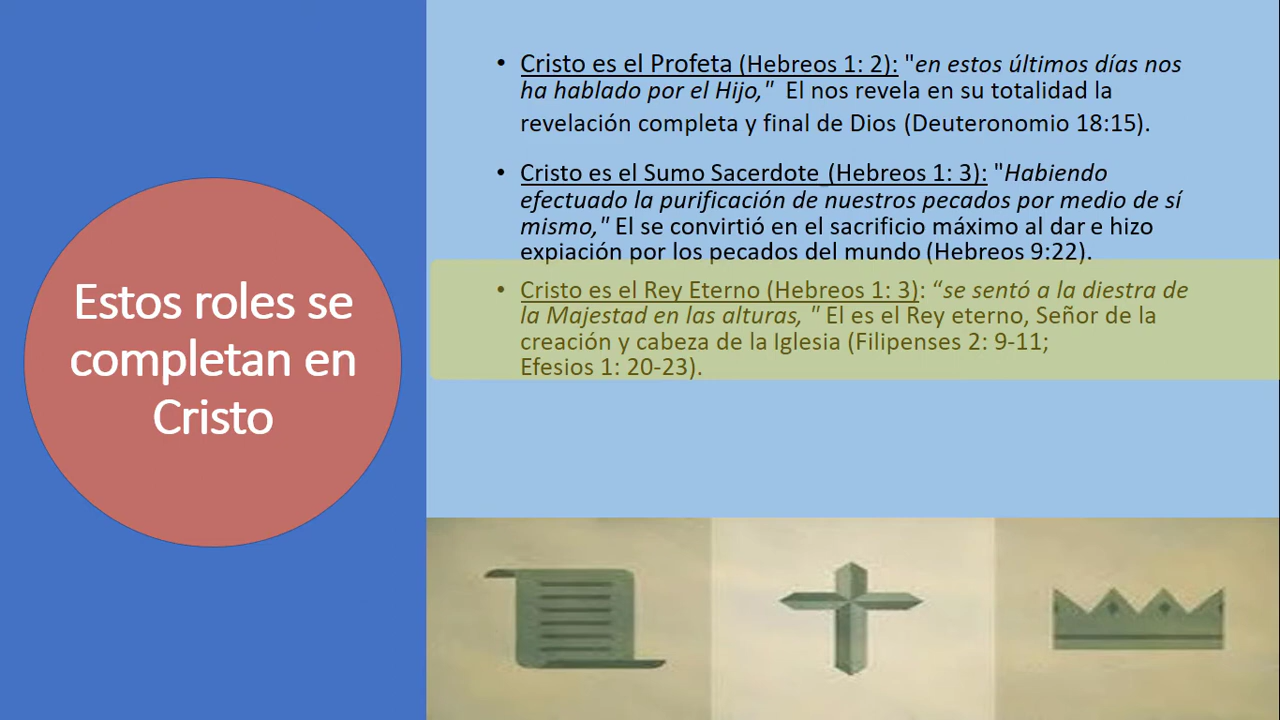 Estos roles se
completan en
Cristo
• Cristo es el Profeta (Hebreos 1: 2): "en estos últimos días nos
ha hablado por el Hijo,"  El nos revela en su totalidad la
revelación completa y final de Dios (Deuteronomio 18:15).
• Cristo es el Sumo Sacerdote (Hebreos 1: 3): "Habiendo
efectuado la purificación de nuestros pecados por medio de sí
mismo," El se convirtió en el sacrificio máximo al dar e hizo
expiación por los pecados del mundo (Hebreos 9:22).
• Cristo es el Rey Eterno (Hebreos 1: 3): “se sentó a la diestra de
la Majestad en las alturas, " El es el Rey eterno, Señor de la
creación y cabeza de la Iglesia (Filipenses 2: 9-11;
Efesios 1: 20-23).